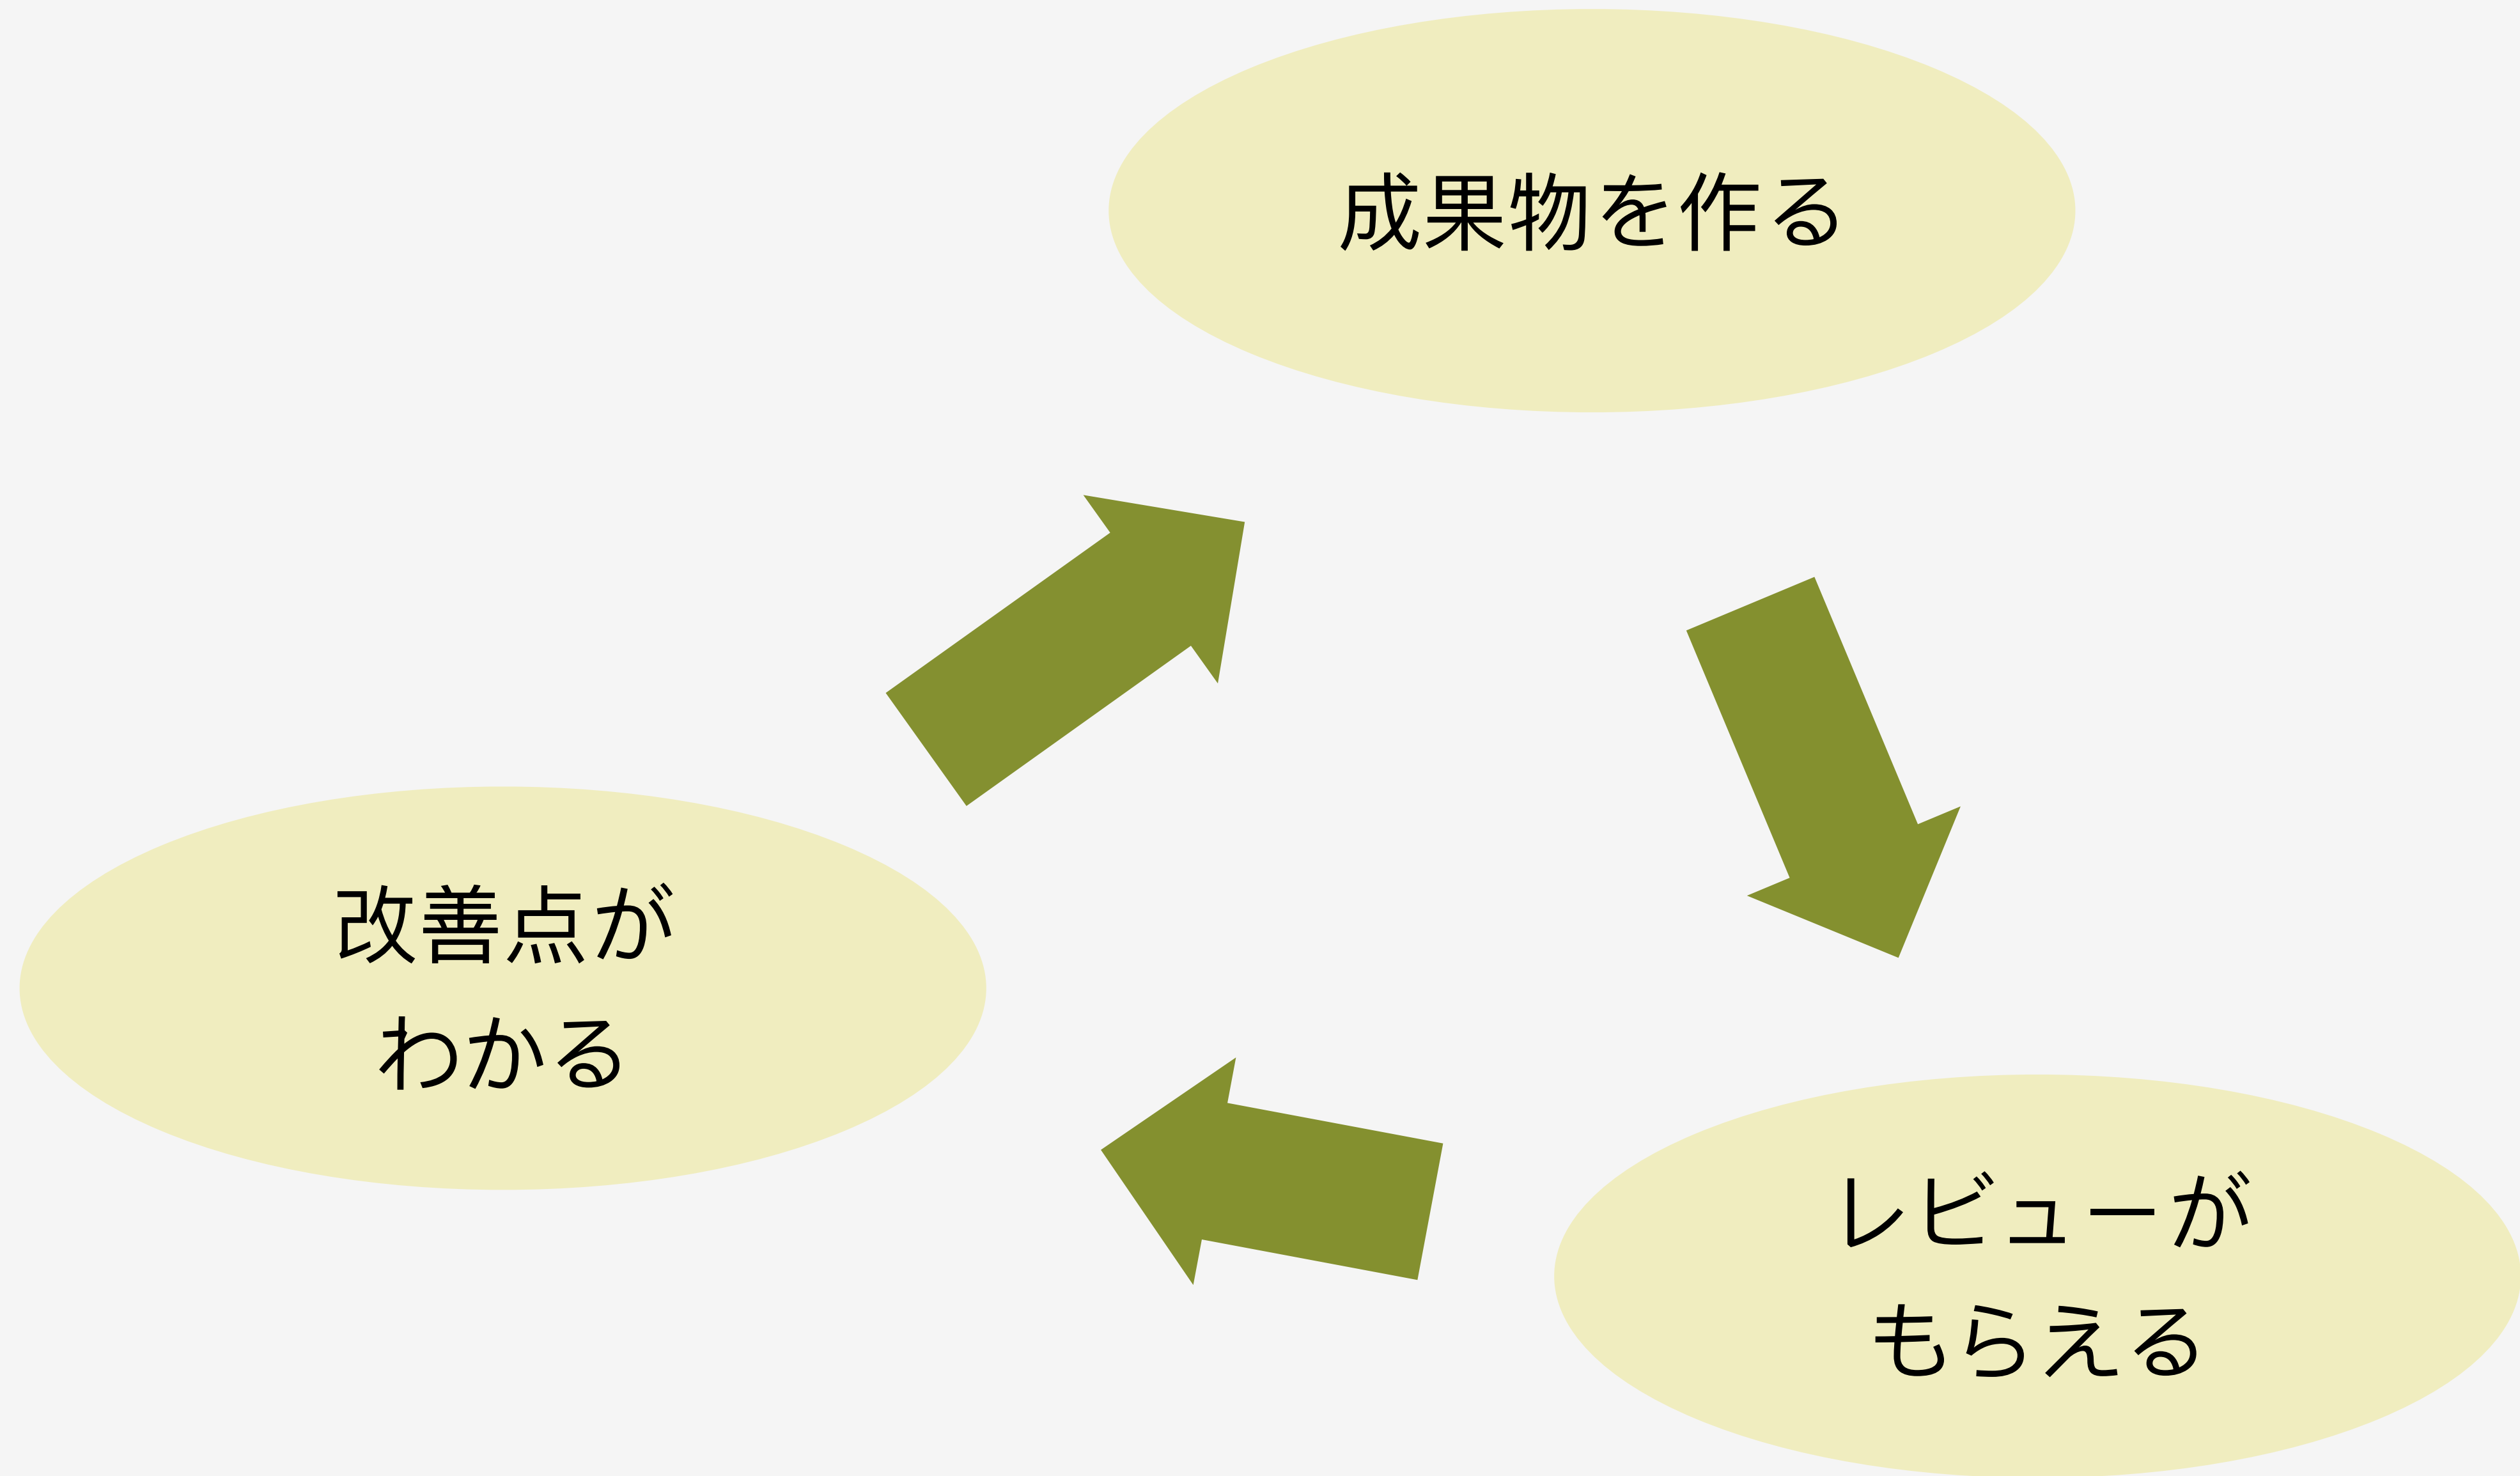 成果物を作る
改善点が
わかる
レビューが
もらえる